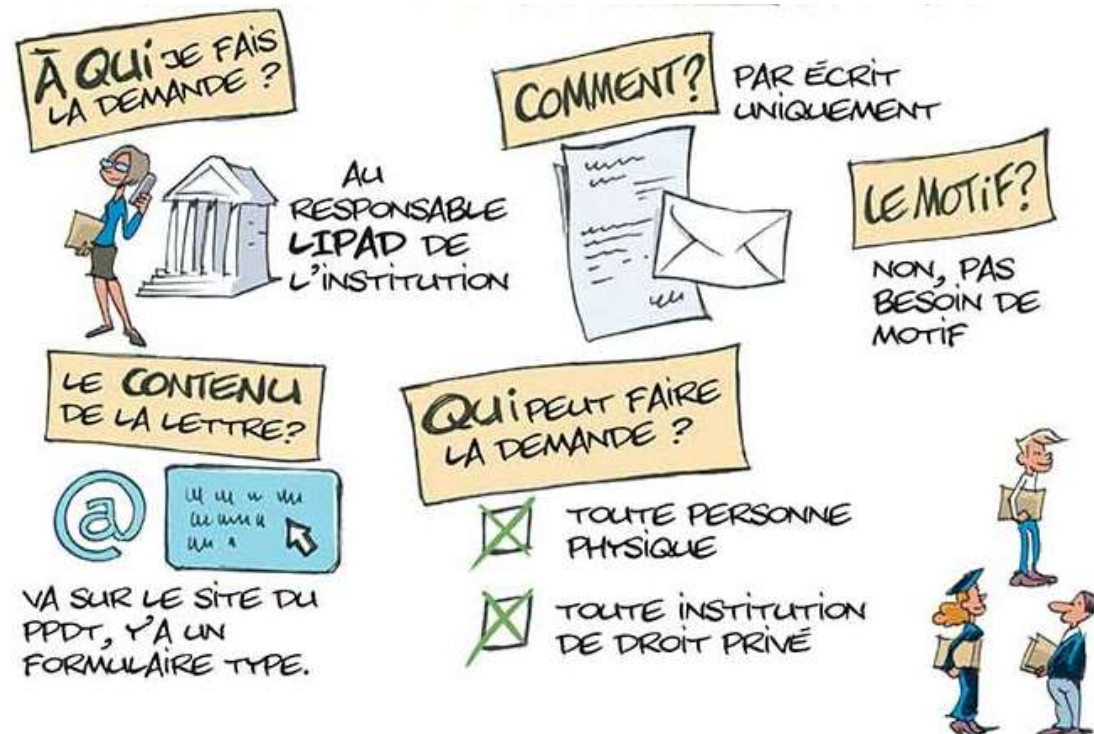 À QUI JE FAIS
LA DEMANDE ?
AU
RESPONSABLE
LIPAD DE
L'INSTITUTION
COMMENT?
PAR ÉCRIT
UNIQUEMENT
LE MOTIF?
NON, PAS
BESOIN DE
MOTIF
LE CONTENU
DE LA LETTRE?
@
VA SUR LE SITE DU
PPDT, Y'A UN
FORMULAIRE TYPE.
QUI PEUT FAIRE
LA DEMANDE ?
TOUTE PERSONNE
PHYSIQUE
TOUTE INSTITUTION
DE DROIT PRIVÉ